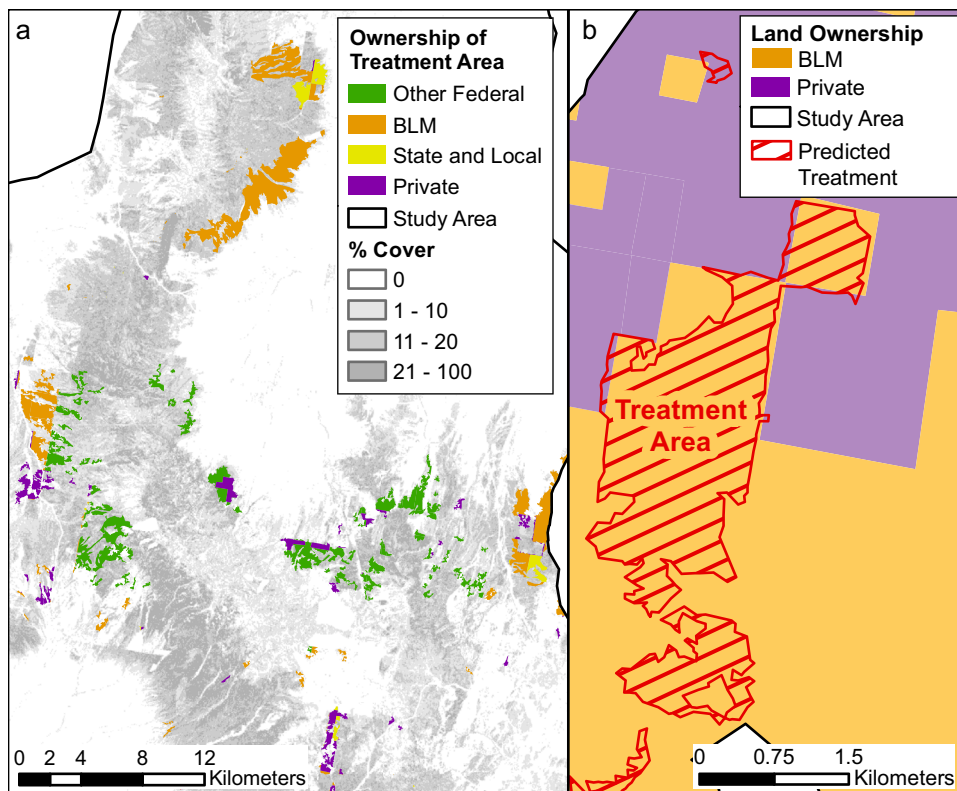 a
Ownership of
Treatment Area
Other Federal
BLM
State and Local
Private
Study Area
% Cover
0
1 - 10
11 - 20
21 - 100
0 2 4 8 12
Kilometers
b
Land Ownership
BLM
Private
Study Area
Predicted
Treatment
Treatment
Area
0 0.75 1.5
Kilometers